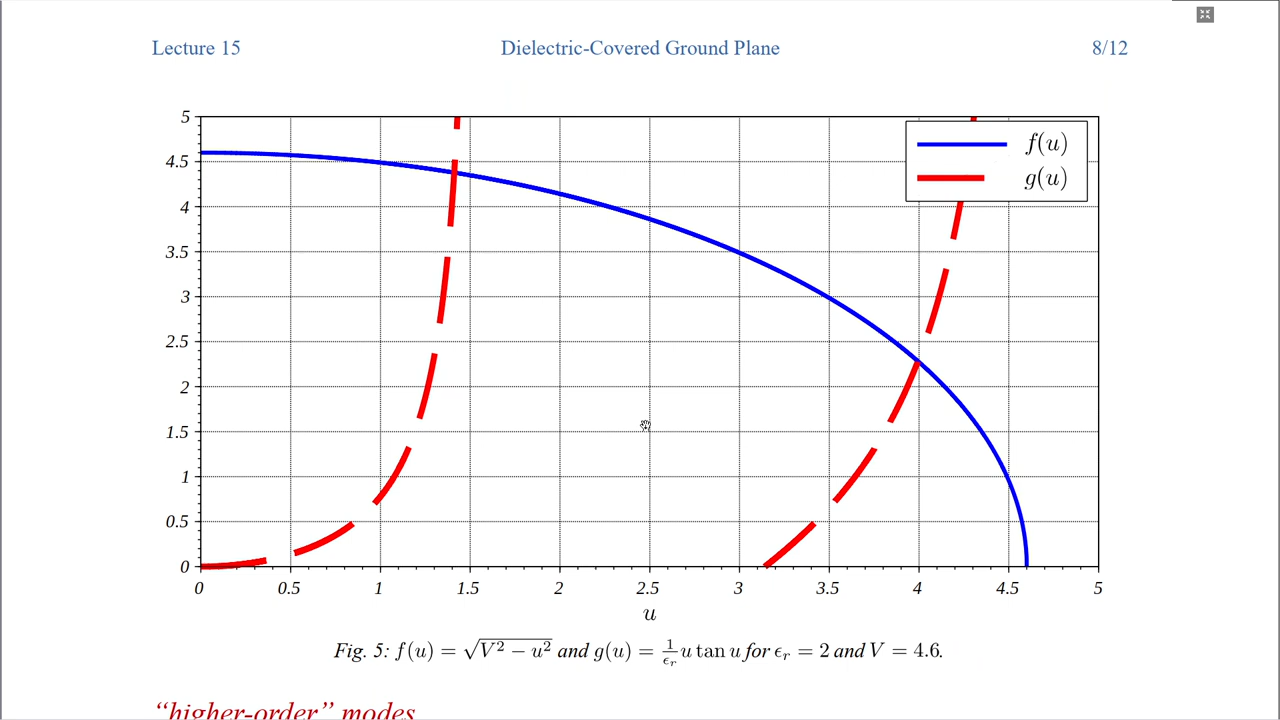 Lecture 15 Dielectric-Covered Ground Plane 8/12
5
4.5
4
3.5
3
2.5
2
1.5
1
0.5
0
f(u)
g(u)
0 0.5 1 1.5 2 2.5 3 3.5 4 4.5 5
u
Fig. 5: f(u) = √(V² − u²) and g(u) = 1/ϵᵣ u tan u for ϵᵣ = 2 and V = 4.6.
“higher-order” modes